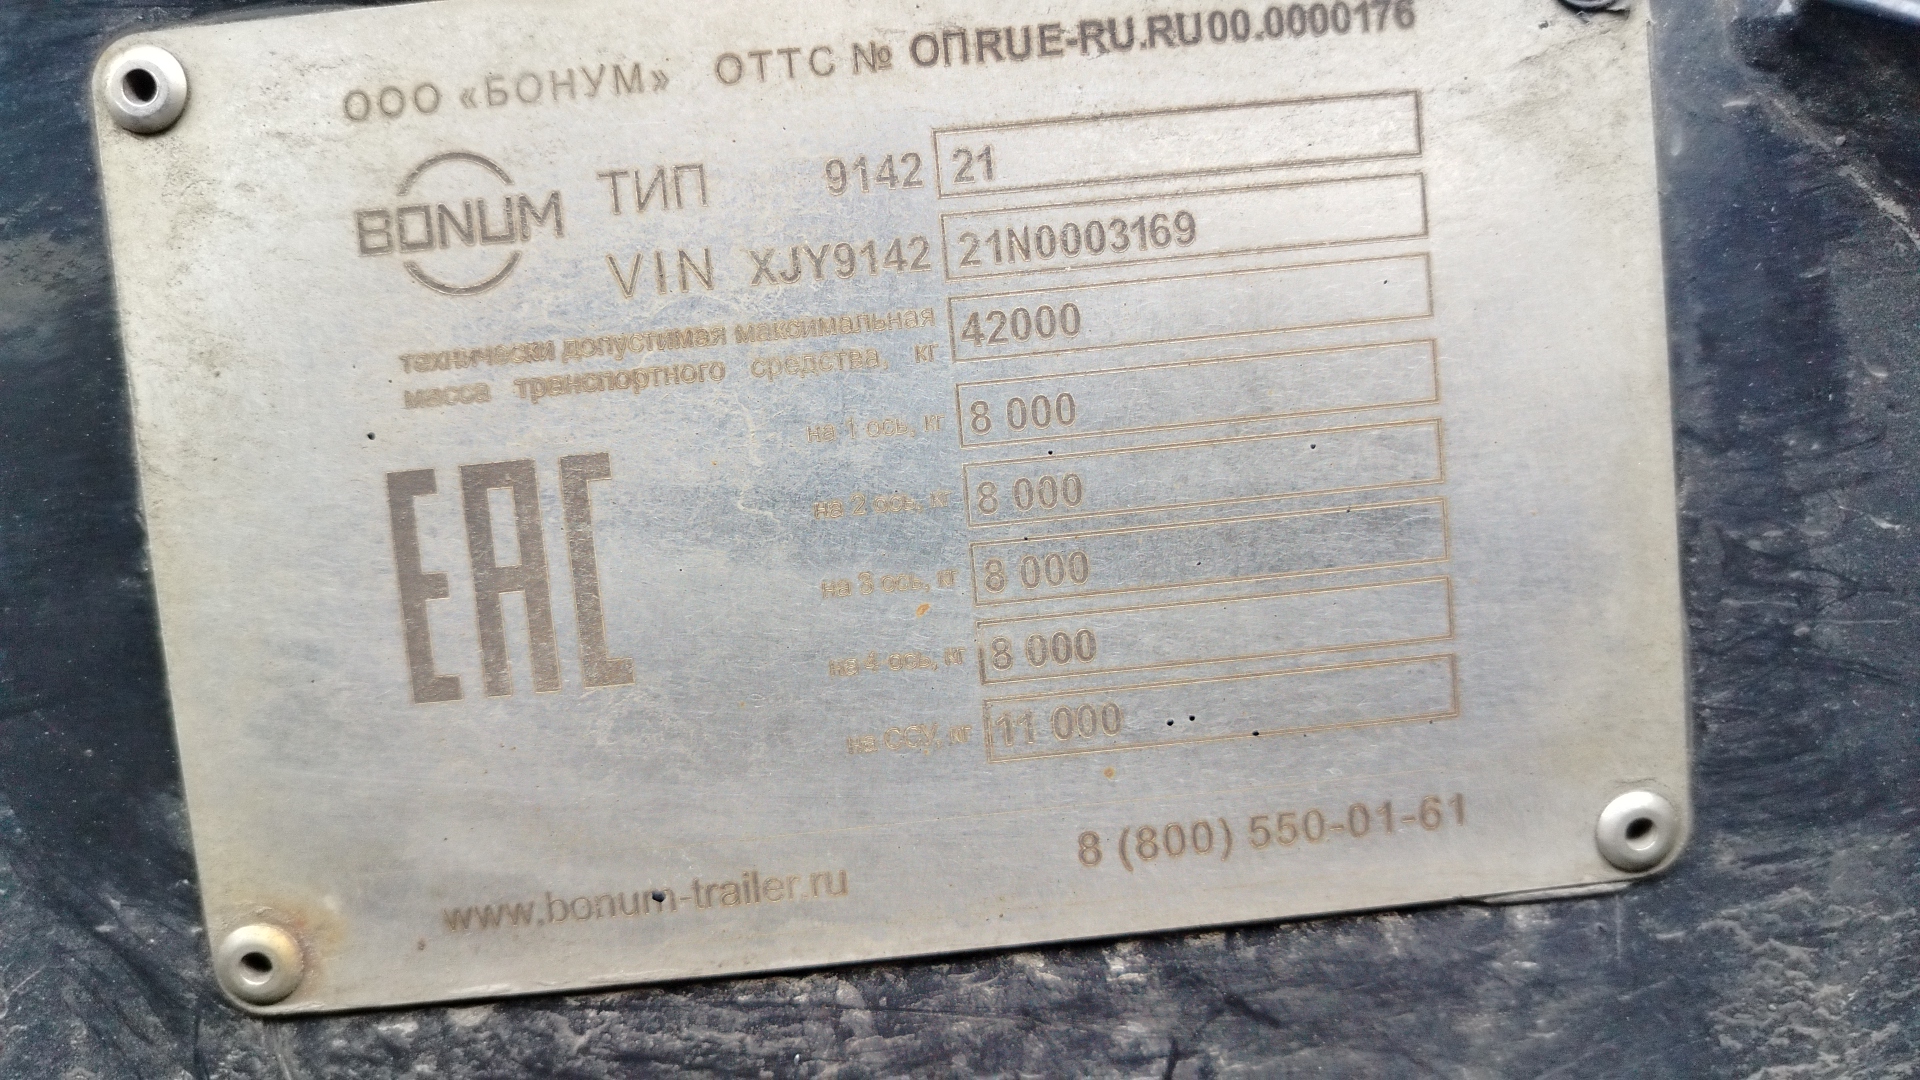 ООО «БОНУМ» ОТТС № ОПRUE-RU.RU00.0000176
BONUM
ТИП 9142 21
VIN XJY9142 21N0003169
технически допустимая максимальная
масса транспортного средства, кг 42000
на 1 ось, кг 8 000
на 2 ось, кг 8 000
на 3 ось, кг 8 000
на 4 ось, кг 8 000
на ССУ, кг 11 000
EAC
8 (800) 550-01-61
www.bonum-trailer.ru